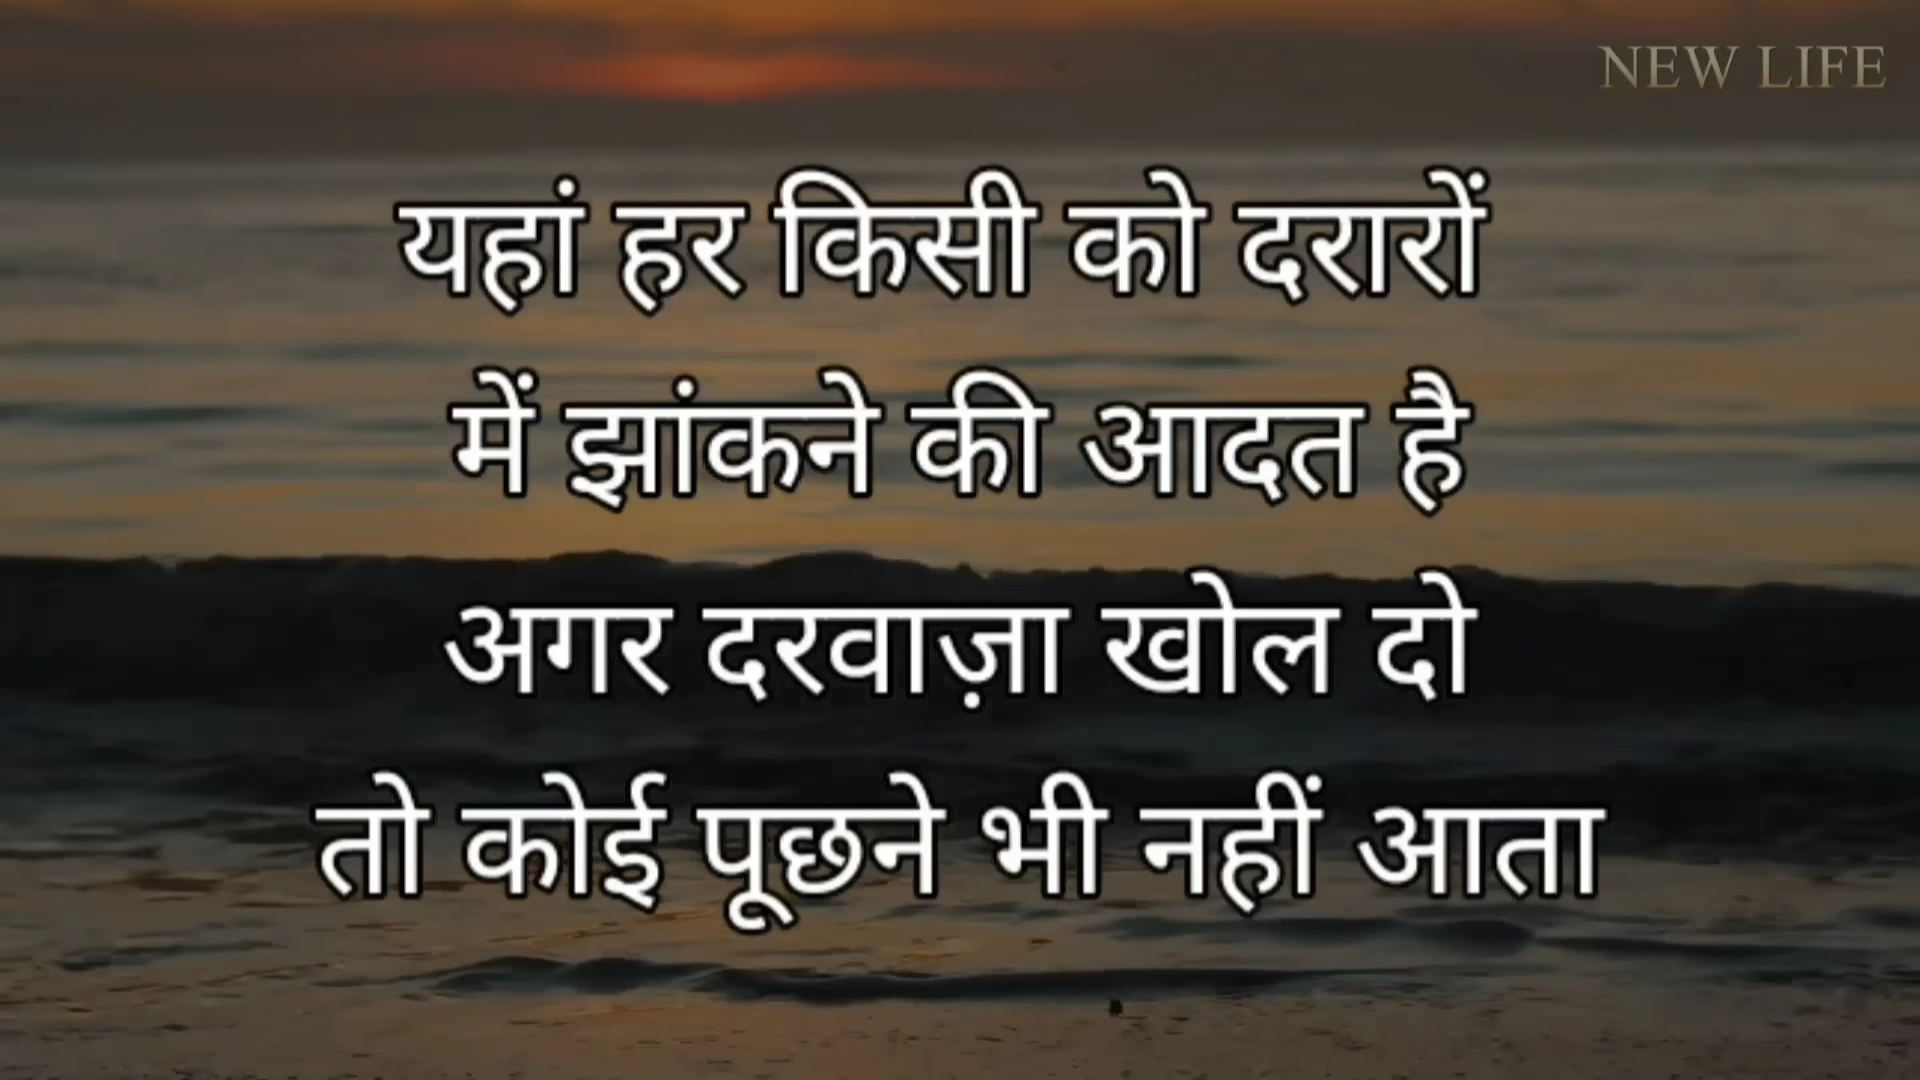 NEW LIFE
यहां हर किसी को दरारों
में झांकने की आदत है
अगर दरवाज़ा खोल दो
तो कोई पूछने भी नहीं आता